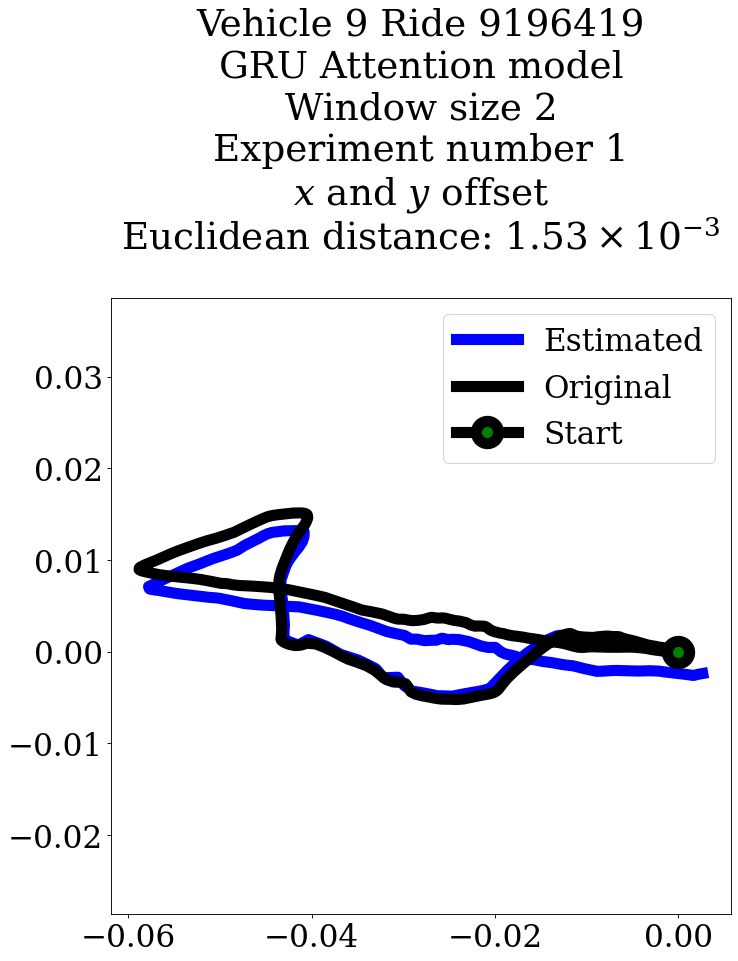 Vehicle 9 Ride 9196419
GRU Attention model
Window size 2
Experiment number 1
x and y offset
Euclidean distance: 1.53 × 10⁻³
Estimated
Original
Start
0.03
0.02
0.01
0.00
−0.01
−0.02
−0.06
−0.04
−0.02
0.00